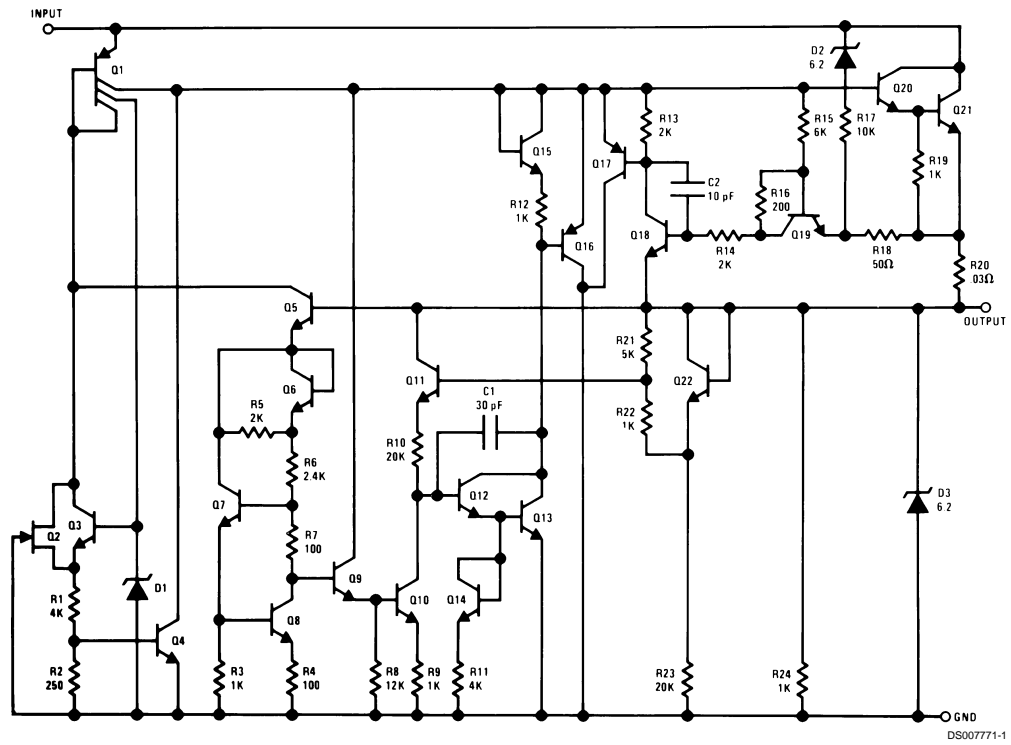 INPUT
Q1
D2
6.2
Q20
Q21
R13
2K
R15
6K
R17
10K
Q15
Q17
R19
1K
C2
10 pF
R16
200
R12
1K
Q16
Q18
R14
2K
Q19
R18
50Ω
R20
.03Ω
OUTPUT
Q5
R21
5K
Q6
Q11
Q22
C1
30 pF
R5
2K
R22
1K
R10
20K
R6
2.4K
Q12
D3
6.2
Q7
Q13
Q2
Q3
R7
100
Q9
Q10
Q14
D1
R1
4K
Q4
Q8
R2
250
R3
1K
R4
100
R8
12K
R9
1K
R11
4K
R23
20K
R24
1K
GND
DS007771-1